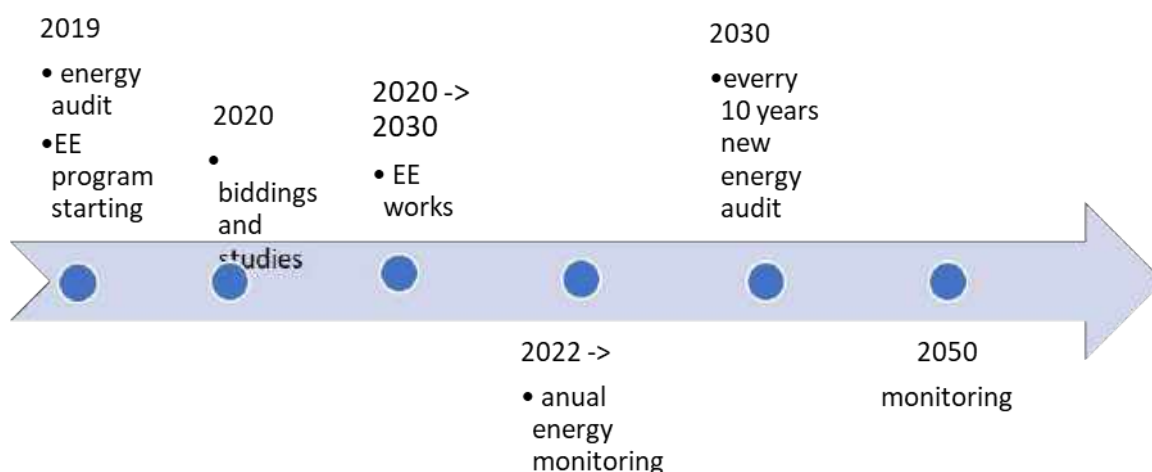 2019
• energy
audit
•EE
program
starting
2020
•
biddings
and
studies
2020 ->
2030
• EE
works
2022 ->
• anual
energy
monitoring
2030
•everry
10 years
new
energy
audit
2050
monitoring